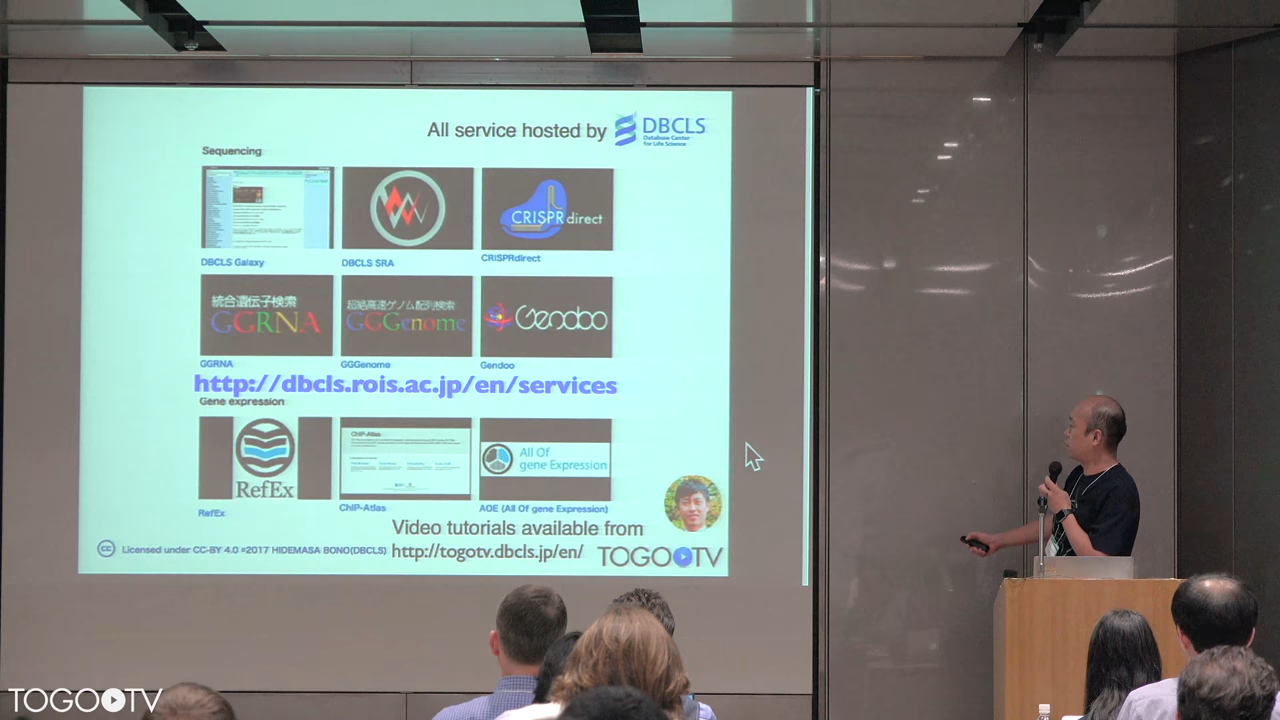 All service hosted by
DBCLS
Database Center
for Life Science
Sequencing
CRISPR direct
DBCLS Galaxy
DBCLS SRA
CRISPRdirect
統合遺伝子検索
GGRNA
超絶高速ゲノム配列検索
GGGenome
Gendoo
GGRNA
GGGenome
Gendoo
http://dbcls.rois.ac.jp/en/services
Gene expression
RefEx
ChIP-Atlas
All Of
gene Expression
RefEx
ChIP-Atlas
AOE (All Of gene Expression)
Video tutorials available from
cc Licensed under CC-BY 4.0 ©2017 HIDEMASA BONO(DBCLS)
http://togotv.dbcls.jp/en/
TOGOTV
TOGOTV